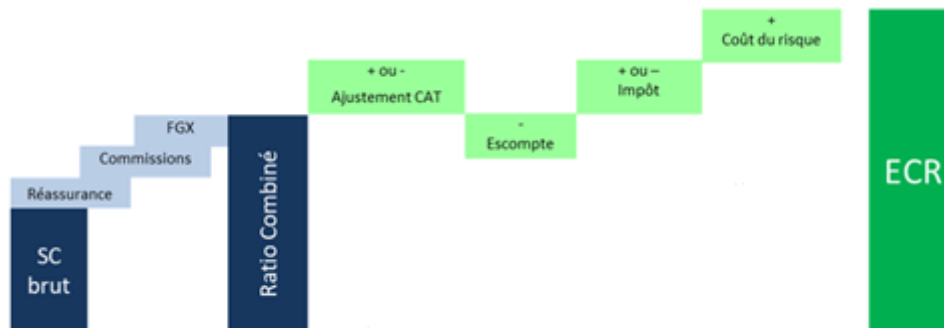 SC
brut
Réassurance
Commissions
FGX
Ratio Combiné
+ ou -
Ajustement CAT
-
Escompte
+ ou –
Impôt
+
Coût du risque
ECR